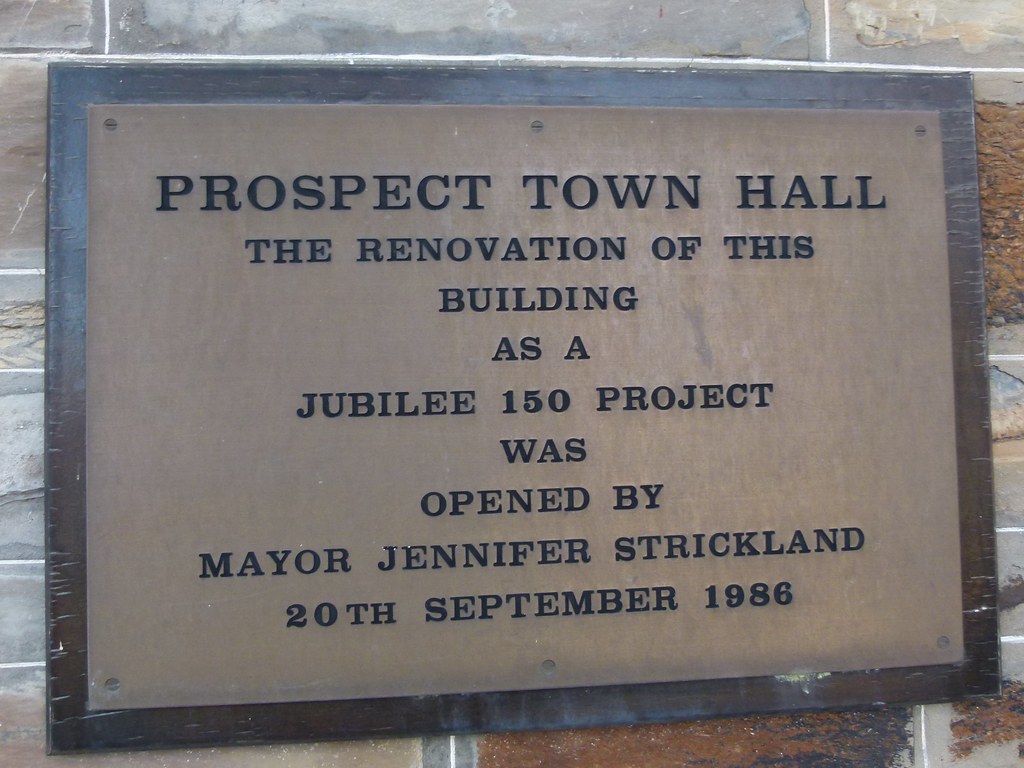 PROSPECT TOWN HALL
THE RENOVATION OF THIS
BUILDING
AS A
JUBILEE 150 PROJECT
WAS
OPENED BY
MAYOR JENNIFER STRICKLAND
20TH SEPTEMBER 1986